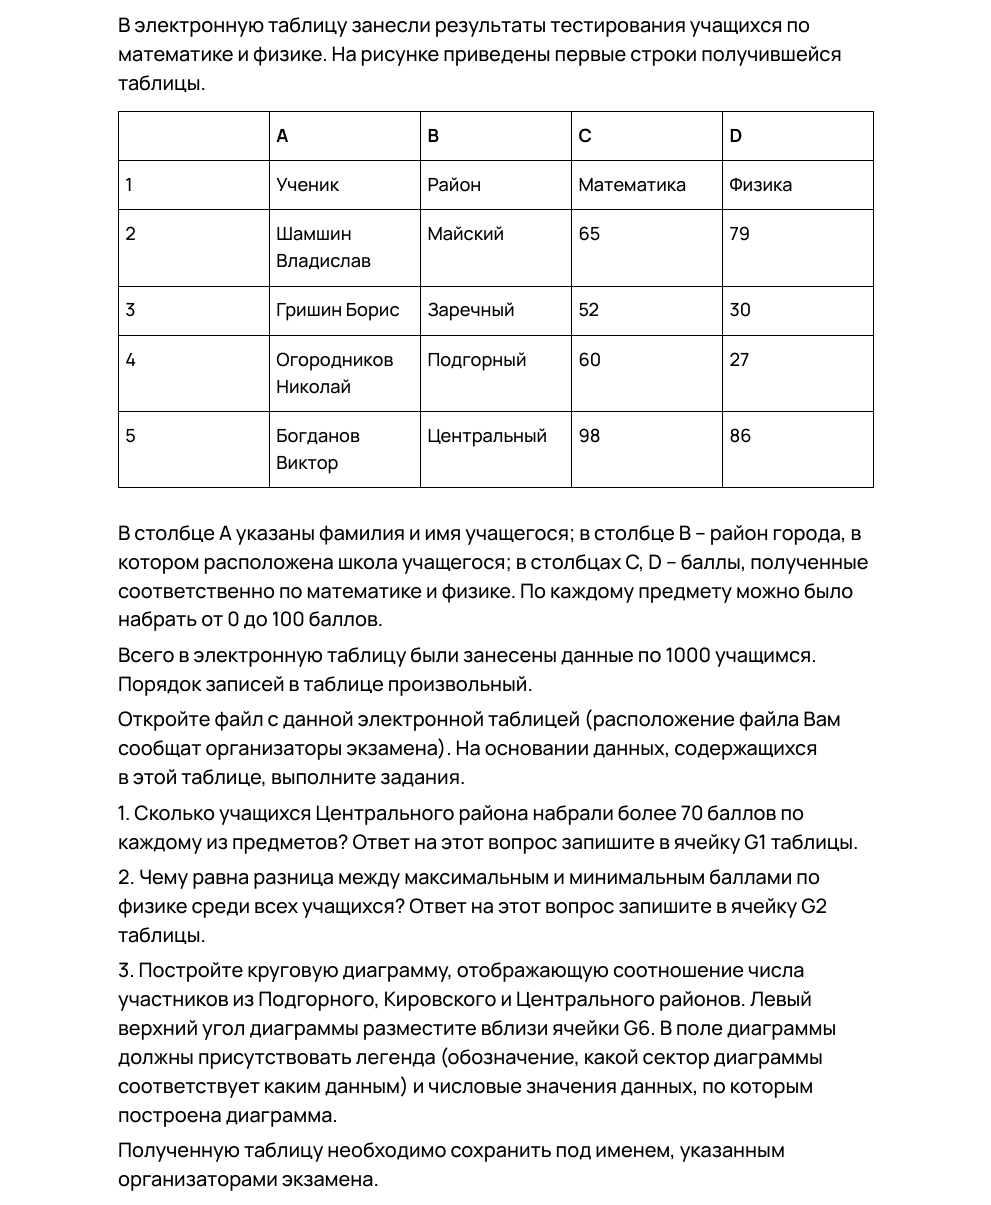 В электронную таблицу занесли результаты тестирования учащихся по
математике и физике. На рисунке приведены первые строки получившейся
таблицы.
A B C D
1 Ученик Район Математика Физика
2 Шамшин Майский 65 79
Владислав
3 Гришин Борис Заречный 52 30
4 Огородников Подгорный 60 27
Николай
5 Богданов Центральный 98 86
Виктор
В столбце А указаны фамилия и имя учащегося; в столбце В – район города, в
котором расположена школа учащегося; в столбцах С, D – баллы, полученные
соответственно по математике и физике. По каждому предмету можно было
набрать от 0 до 100 баллов.
Всего в электронную таблицу были занесены данные по 1000 учащимся.
Порядок записей в таблице произвольный.
Откройте файл с данной электронной таблицей (расположение файла Вам
сообщат организаторы экзамена). На основании данных, содержащихся
в этой таблице, выполните задания.
1. Сколько учащихся Центрального района набрали более 70 баллов по
каждому из предметов? Ответ на этот вопрос запишите в ячейку G1 таблицы.
2. Чему равна разница между максимальным и минимальным баллами по
физике среди всех учащихся? Ответ на этот вопрос запишите в ячейку G2
таблицы.
3. Постройте круговую диаграмму, отображающую соотношение числа
участников из Подгорного, Кировского и Центрального районов. Левый
верхний угол диаграммы разместите вблизи ячейки G6. В поле диаграммы
должны присутствовать легенда (обозначение, какой сектор диаграммы
соответствует каким данным) и числовые значения данных, по которым
построена диаграмма.
Полученную таблицу необходимо сохранить под именем, указанным
организаторами экзамена.